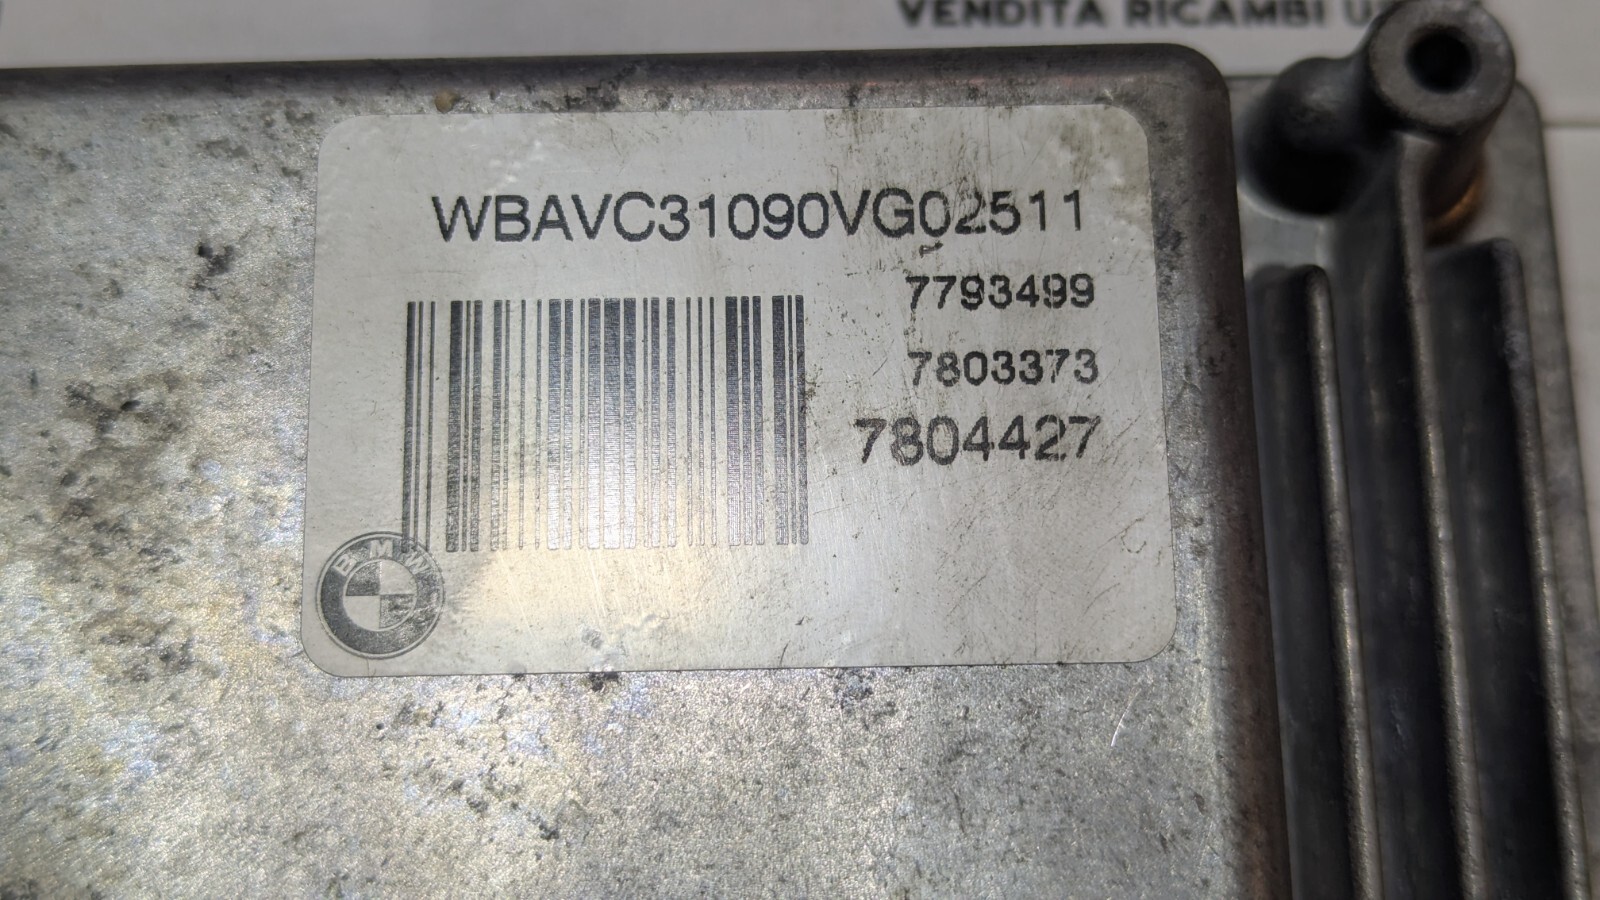 VENDITA RICAMBI
WBAVC31090VG02511
7793499
7803373
7804427
BMW